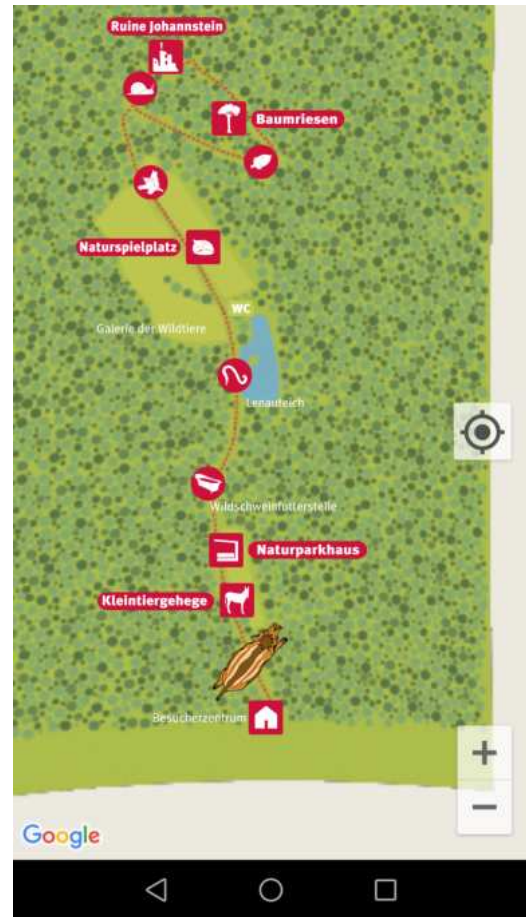 Ruine Johannstein
Baumriesen
Naturspielplatz
WC
Galerie der Wildtiere
Lenauteich
Wildschweinfutterstelle
Naturparkhaus
Kleintiergehege
Besucherzentrum
Google